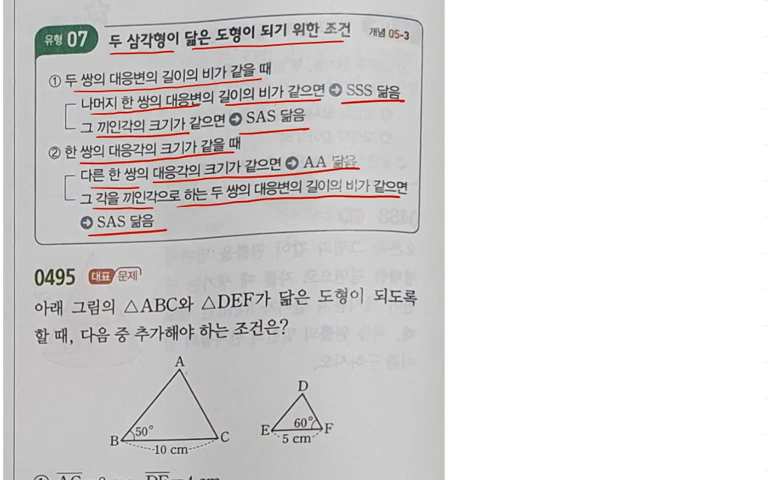 유형 07 두 삼각형이 닮은 도형이 되기 위한 조건 개념 05-3
① 두 쌍의 대응변의 길이의 비가 같을 때
나머지 한 쌍의 대응변의 길이의 비가 같으면 ➔ SSS 닮음
그 끼인각의 크기가 같으면 ➔ SAS 닮음
② 한 쌍의 대응각의 크기가 같을 때
다른 한 쌍의 대응각의 크기가 같으면 ➔ AA 닮음
그 각을 끼인각으로 하는 두 쌍의 대응변의 길이의 비가 같으면
➔ SAS 닮음
0495 대표 문제
아래 그림의 △ABC와 △DEF가 닮은 도형이 되도록
할 때, 다음 중 추가해야 하는 조건은?
A
D
50°
60°
B
C
E
F
10 cm
5 cm